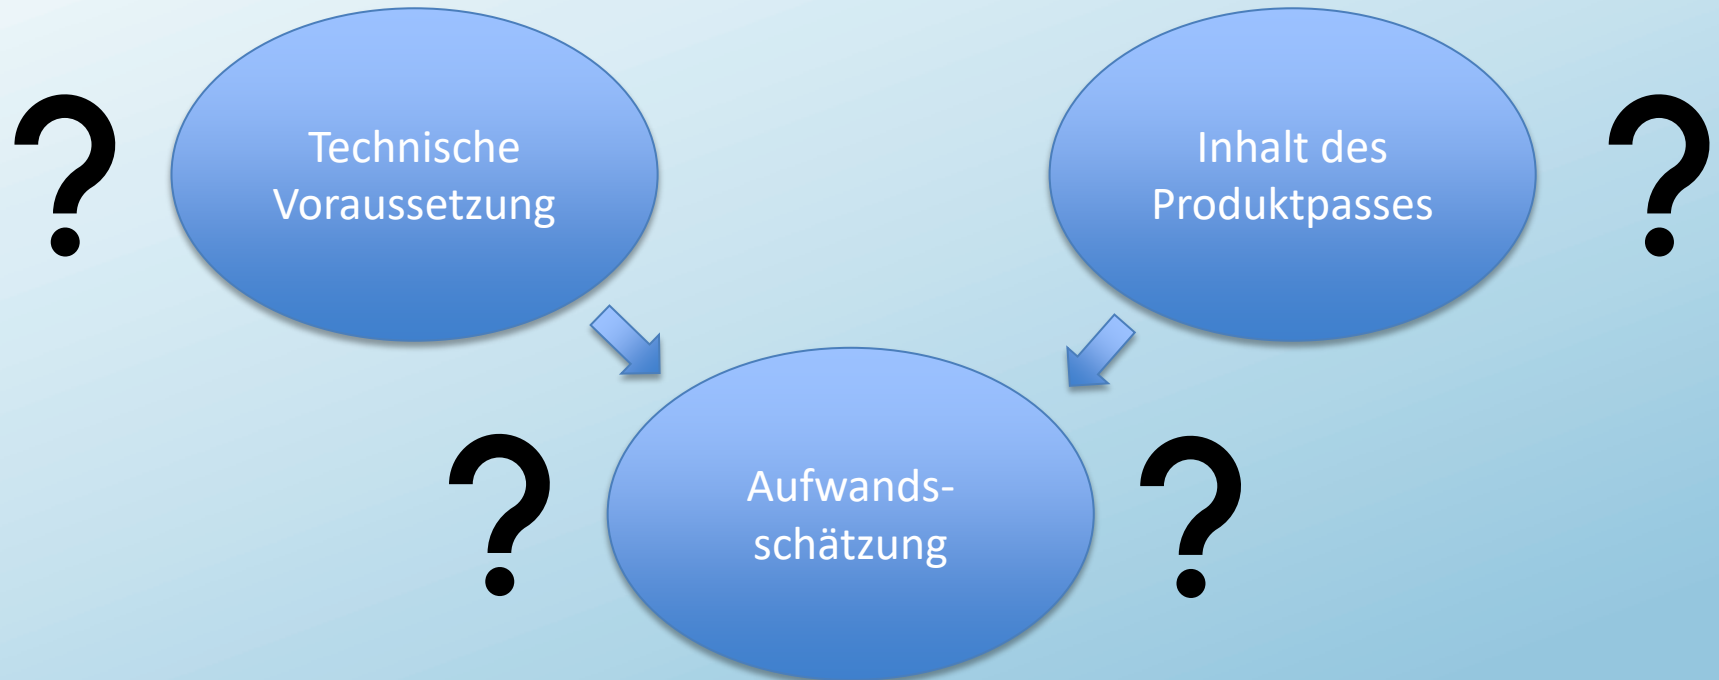 ?
Technische
Voraussetzung
Inhalt des
Produktpasses
?
?
Aufwands-
schätzung
?